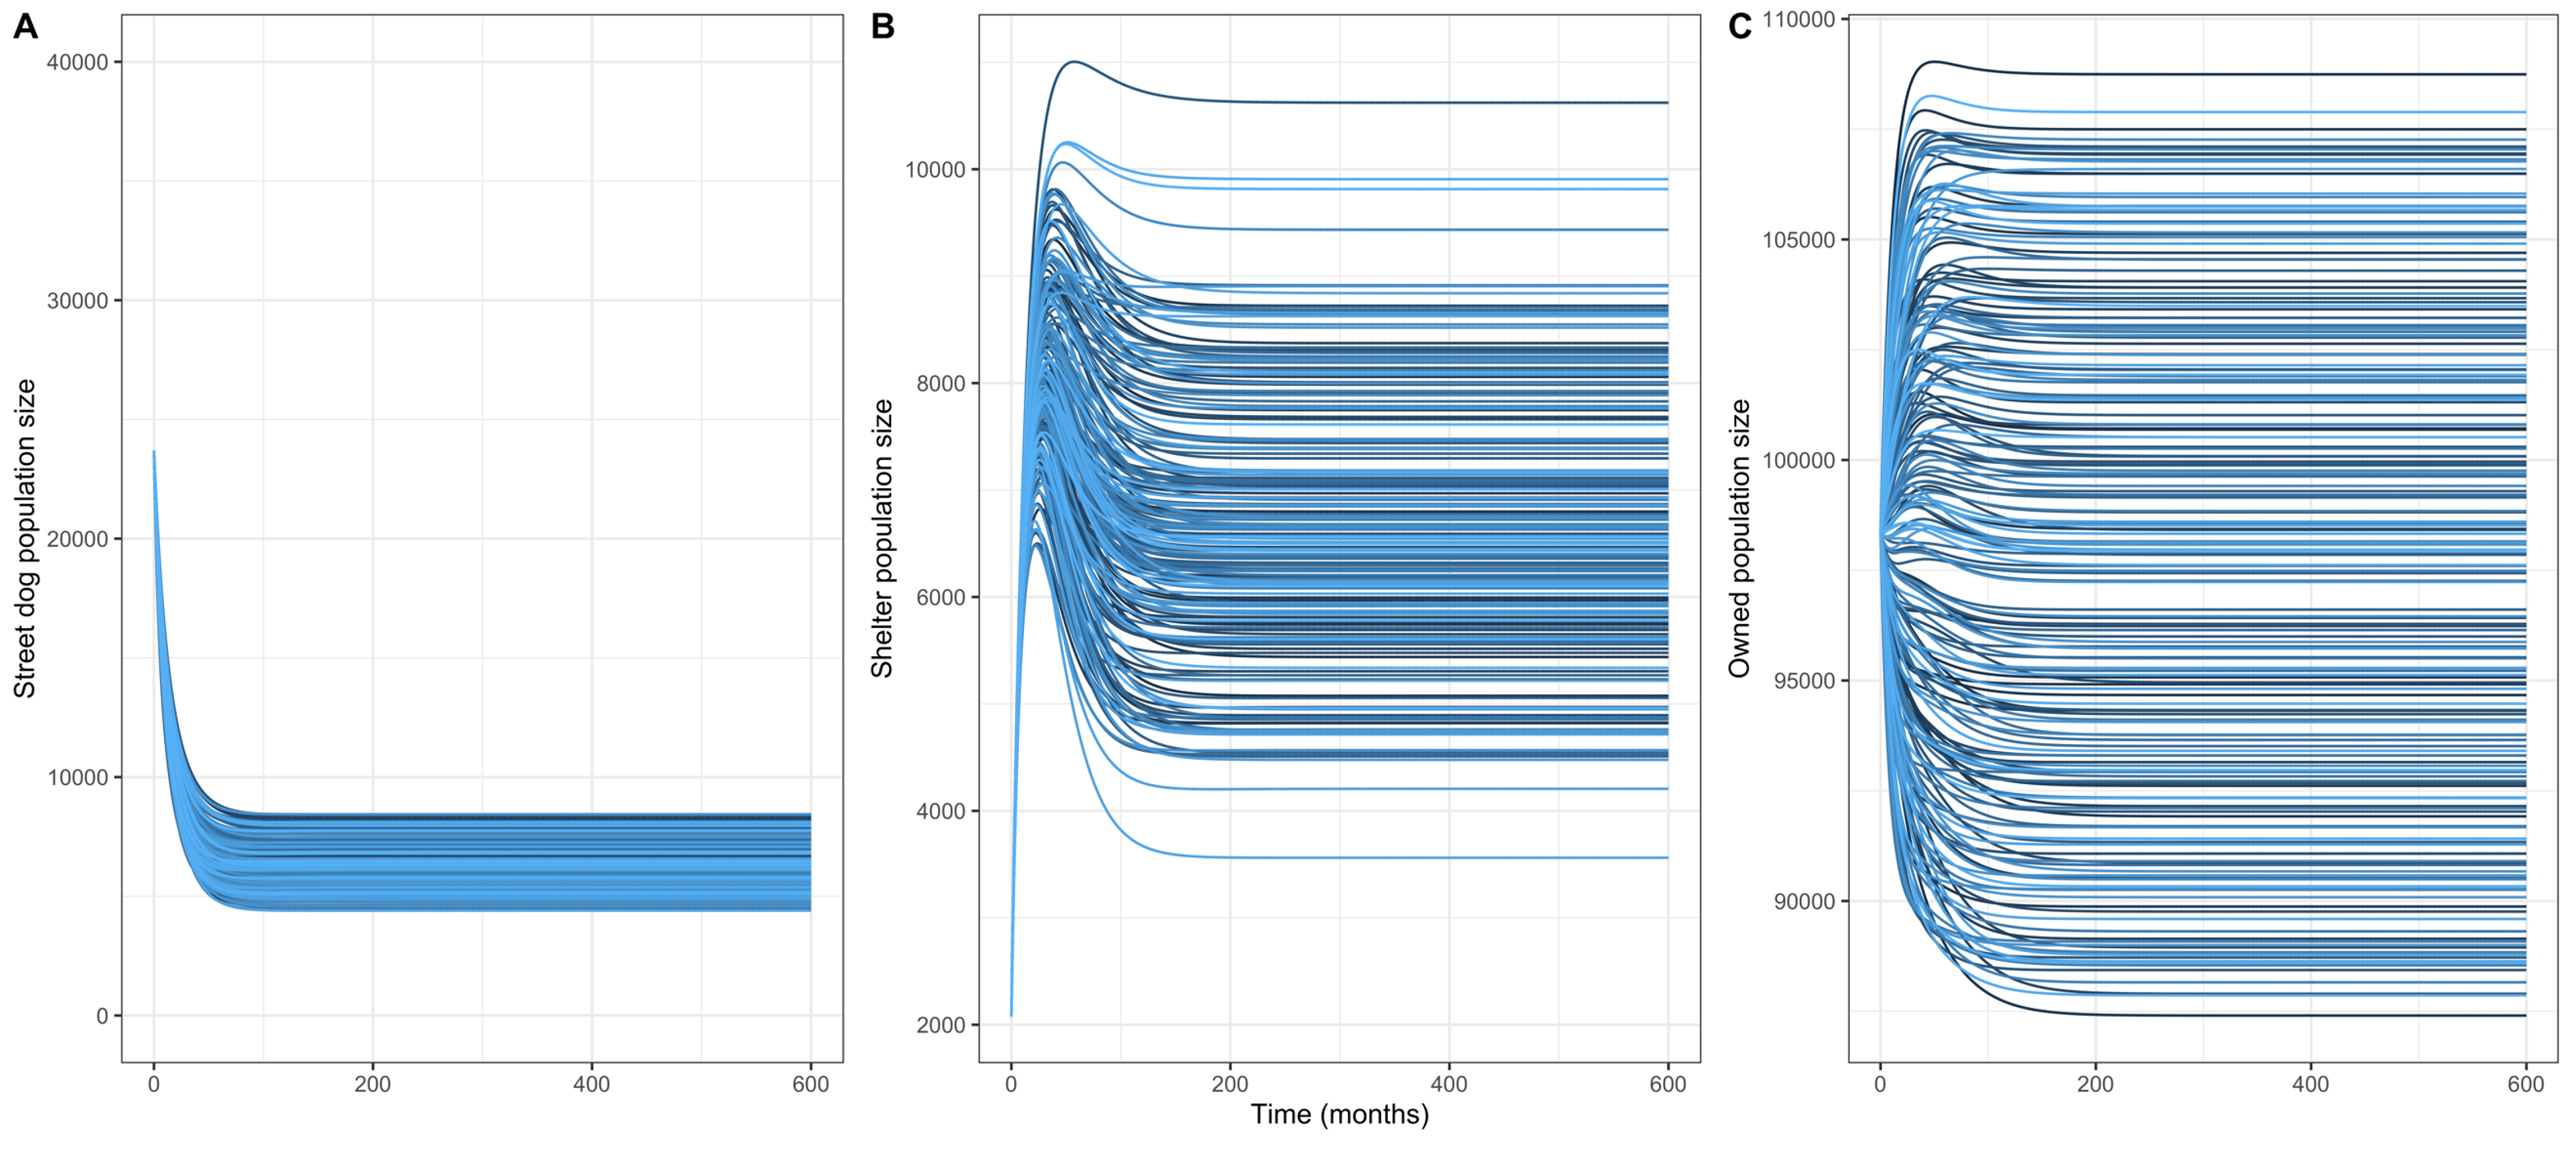 A
Street dog population size
40000
30000
20000
10000
0
0 200 400 600
B
Shelter population size
10000
8000
6000
4000
2000
0 200 400 600
Time (months)
C
Owned population size
110000
105000
100000
95000
90000
0 200 400 600